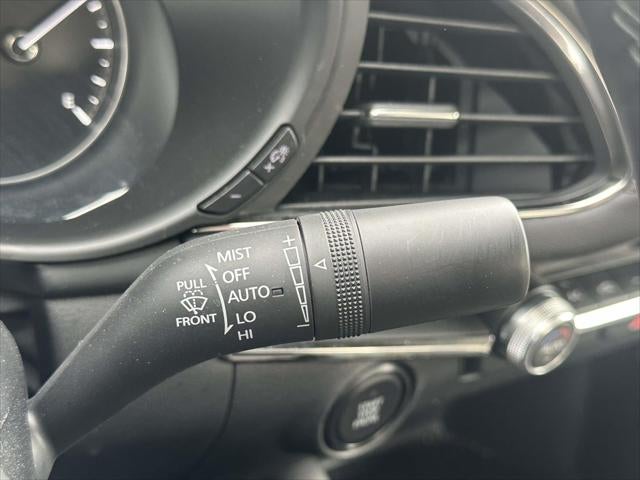 MIST
PULL
OFF
AUTO
FRONT
LO
HI
+
−